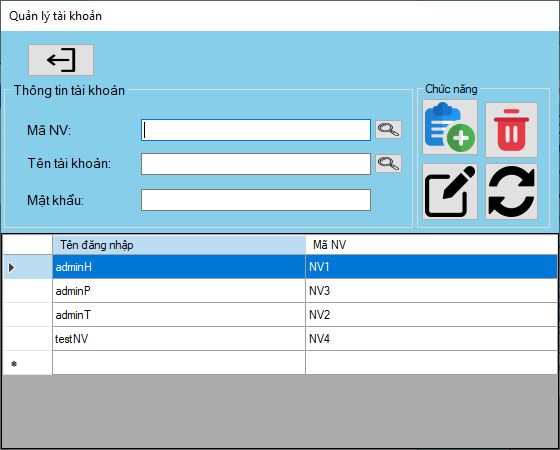 Quản lý tài khoản
Thông tin tài khoản
Chức năng
Mã NV:
Tên tài khoản:
Mật khẩu:
Tên đăng nhập Mã NV
adminH NV1
adminP NV3
adminT NV2
testNV NV4